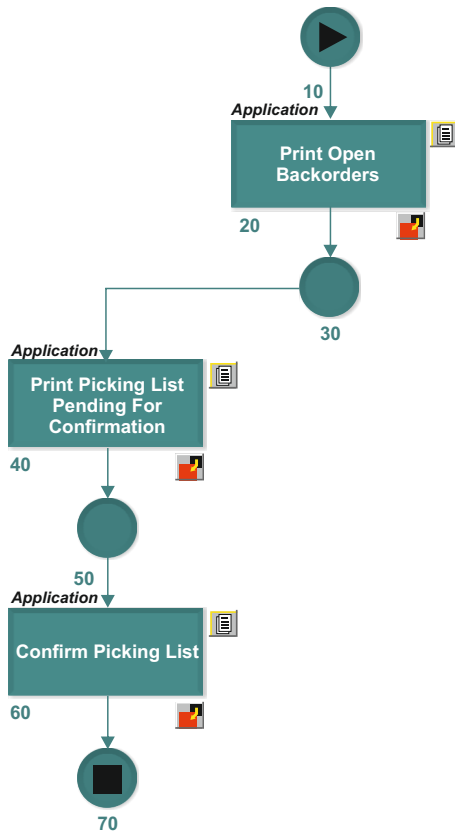 10
Application
Print Open
Backorders
20
30
Application
Print Picking List
Pending For
Confirmation
40
50
Application
Confirm Picking List
60
70